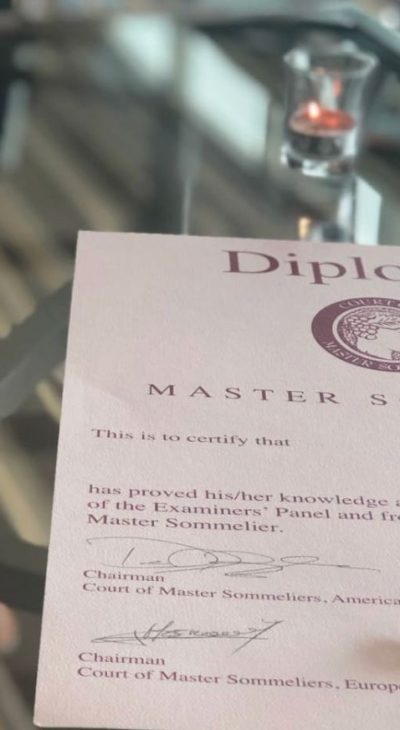 Diplo
COURT
MASTER SO
MASTER S
This is to certify that
has proved his/her knowledge a
of the Examiners' Panel and fr
Master Sommelier.
Chairman
Court of Master Sommeliers, America
Chairman
Court of Master Sommeliers, Europ